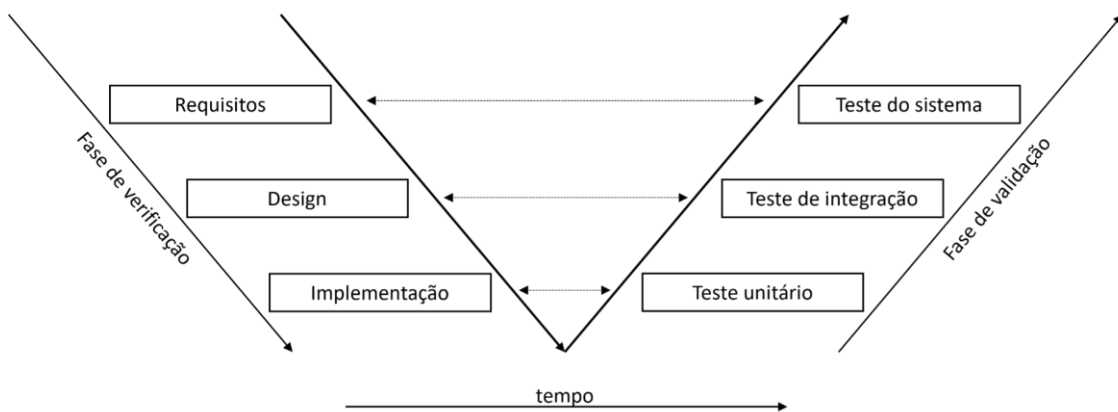 Requisitos
Teste do sistema
Fase de verificação
Design
Teste de integração
Fase de validação
Implementação
Teste unitário
tempo